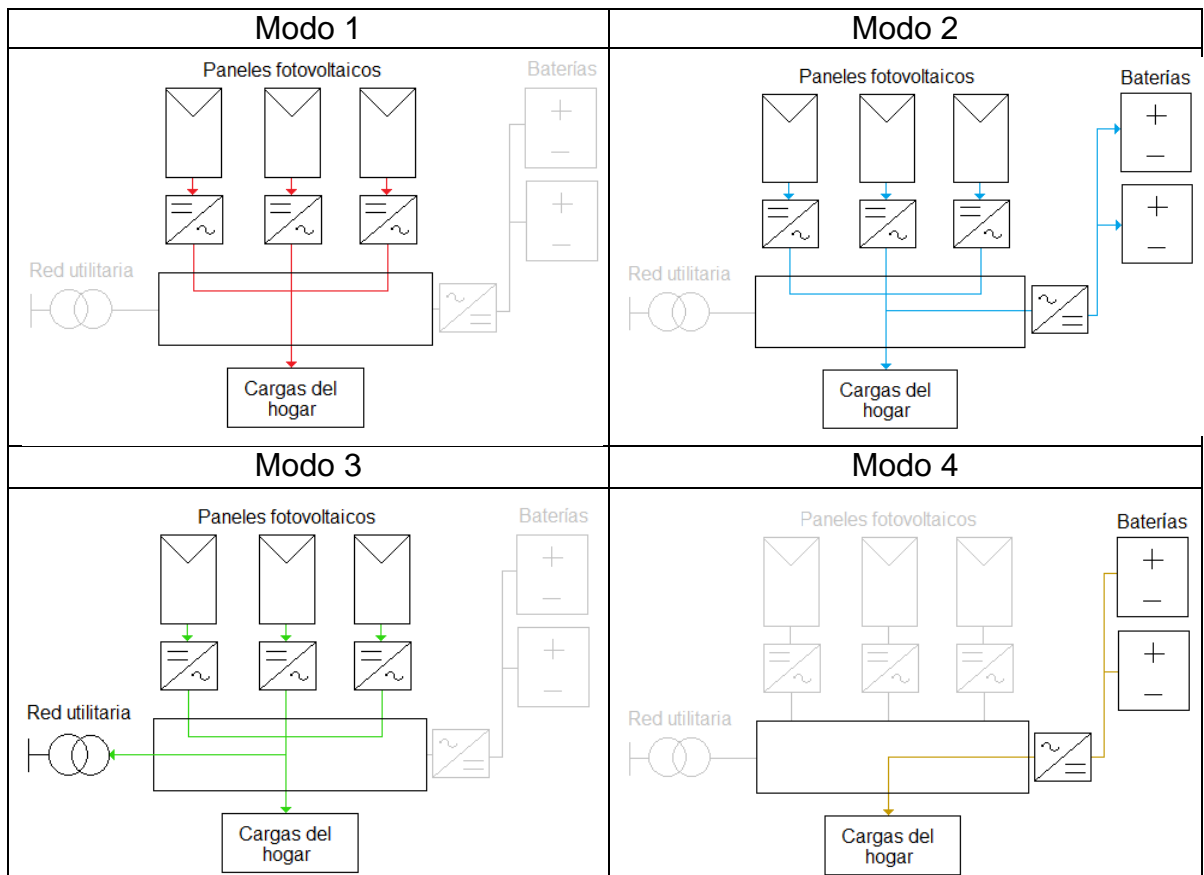 Modo 1
Modo 2
Paneles fotovoltaicos
Baterías
+
−
+
−
Red utilitaria
Cargas del
hogar
Paneles fotovoltaicos
Baterías
+
−
+
−
Red utilitaria
Cargas del
hogar
Modo 3
Modo 4
Paneles fotovoltaicos
Baterías
+
−
+
−
Red utilitaria
Cargas del
hogar
Paneles fotovoltaicos
Baterías
+
−
+
−
Red utilitaria
Cargas del
hogar